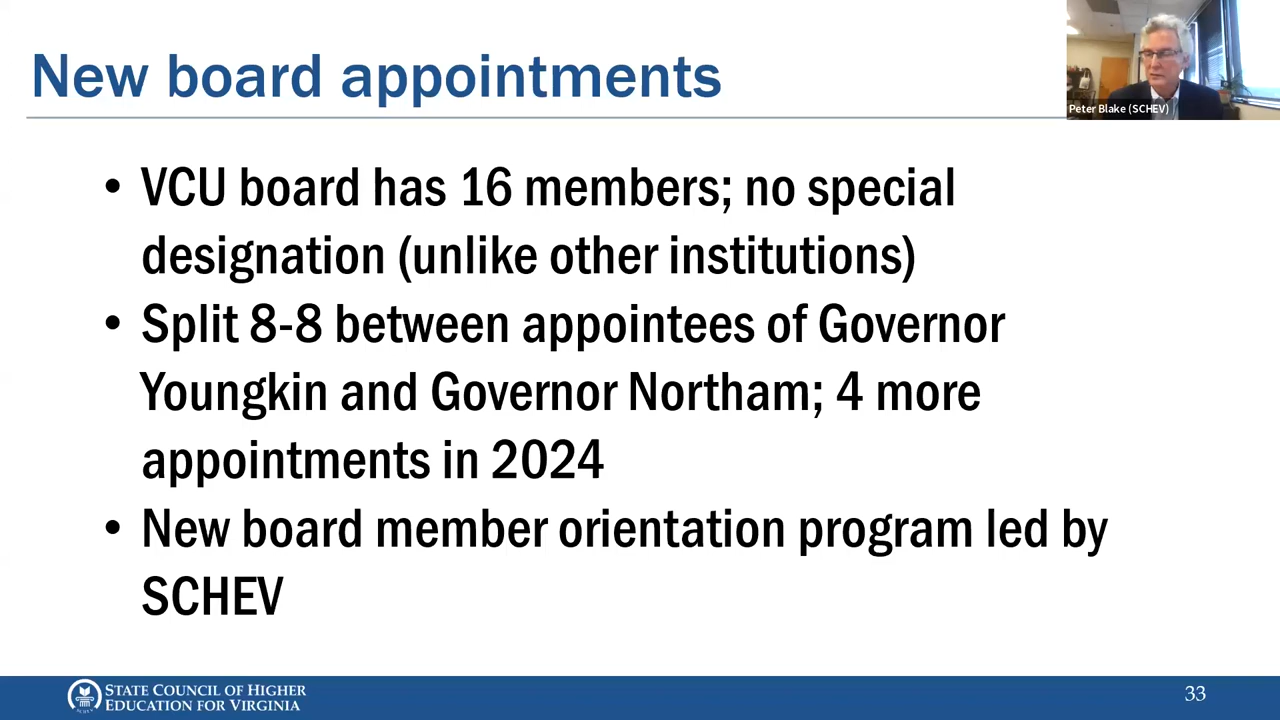 New board appointments
Peter Blake (SCHEV)
• VCU board has 16 members; no special
designation (unlike other institutions)
• Split 8-8 between appointees of Governor
Youngkin and Governor Northam; 4 more
appointments in 2024
• New board member orientation program led by
SCHEV
STATE COUNCIL OF HIGHER
EDUCATION FOR VIRGINIA
33